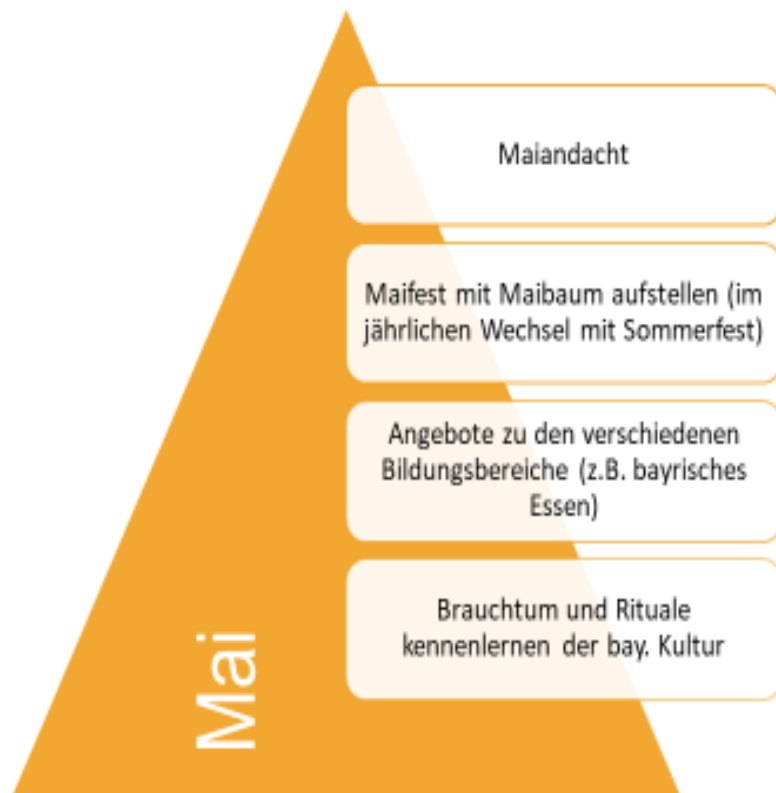 Maiandacht
Maifest mit Maibaum aufstellen (im
jährlichen Wechsel mit Sommerfest)
Angebote zu den verschiedenen
Bildungsbereiche (z.B. bayrisches
Essen)
Brauchtum und Rituale
kennenlernen der bay. Kultur
Mai